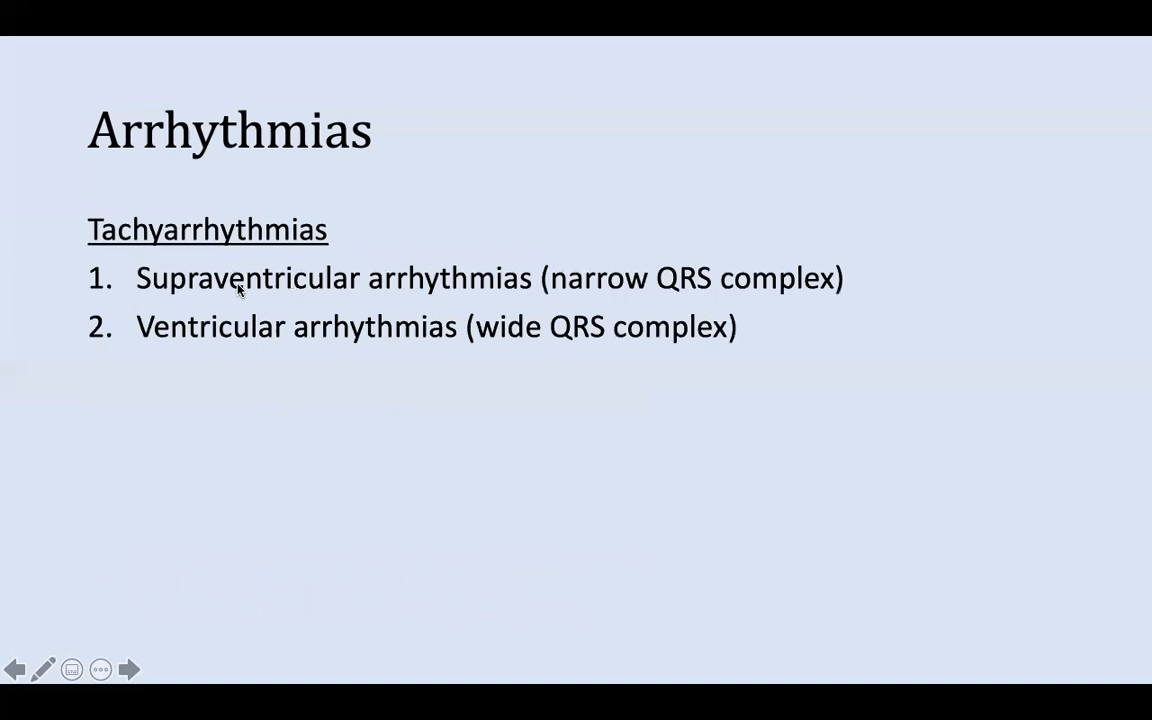 Arrhythmias
Tachyarrhythmias
1. Supraventricular arrhythmias (narrow QRS complex)
2. Ventricular arrhythmias (wide QRS complex)